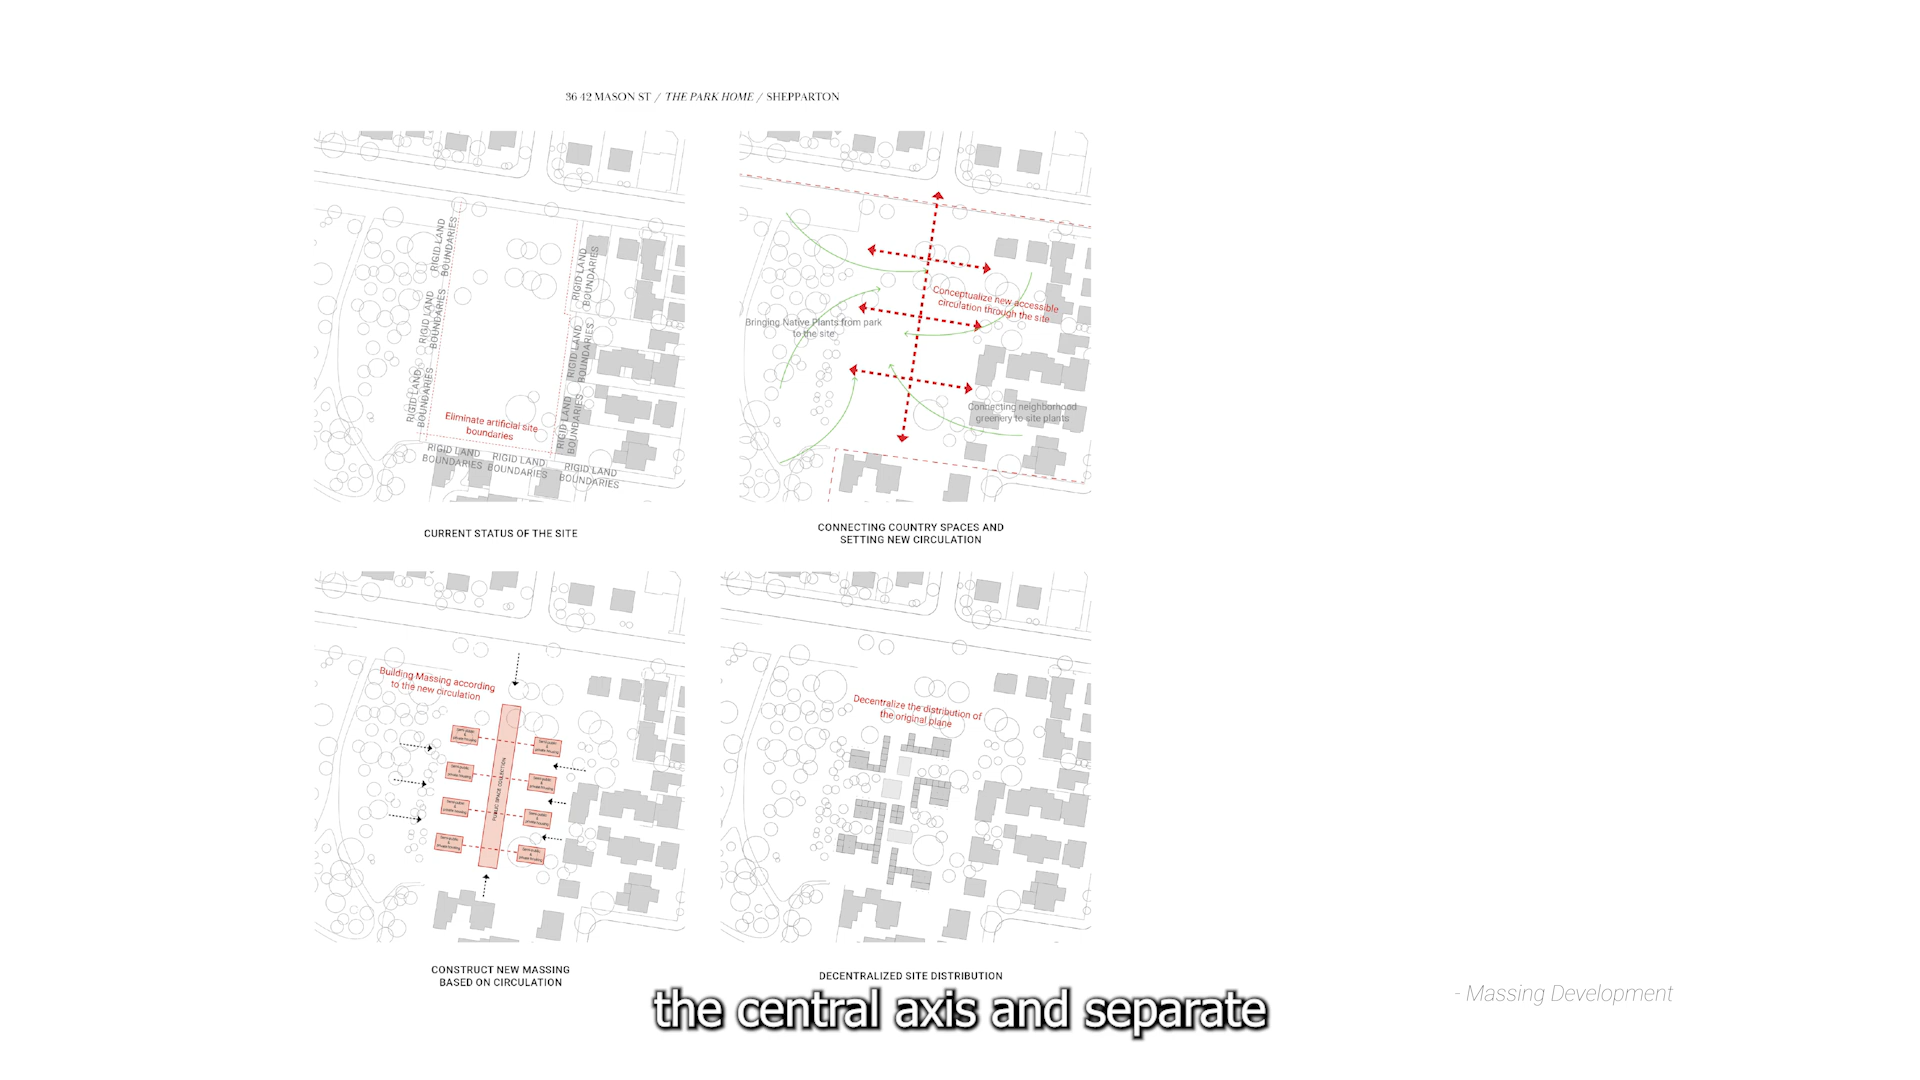 36 42 MASON ST / THE PARK HOME / SHEPPARTON
RIGID LAND
BOUNDARIES
RIGID LAND
BOUNDARIES
RIGID LAND
BOUNDARIES
RIGID LAND
BOUNDARIES
RIGID LAND
BOUNDARIES
RIGID LAND
BOUNDARIES
Eliminate artificial site
boundaries
RIGID LAND
BOUNDARIES
RIGID LAND
BOUNDARIES
RIGID LAND
BOUNDARIES
CURRENT STATUS OF THE SITE
Conceptualize new accessible
circulation through the site
Bringing Native Plants from park
to the site
Connecting neighborhood
greenery to site plants
CONNECTING COUNTRY SPACES AND
SETTING NEW CIRCULATION
Building Massing according
to the new circulation
PUBLIC SPACE COLLECTION
CONSTRUCT NEW MASSING
BASED ON CIRCULATION
Decentralize the distribution of
the original plane
DECENTRALIZED SITE DISTRIBUTION
- Massing Development
the central axis and separate